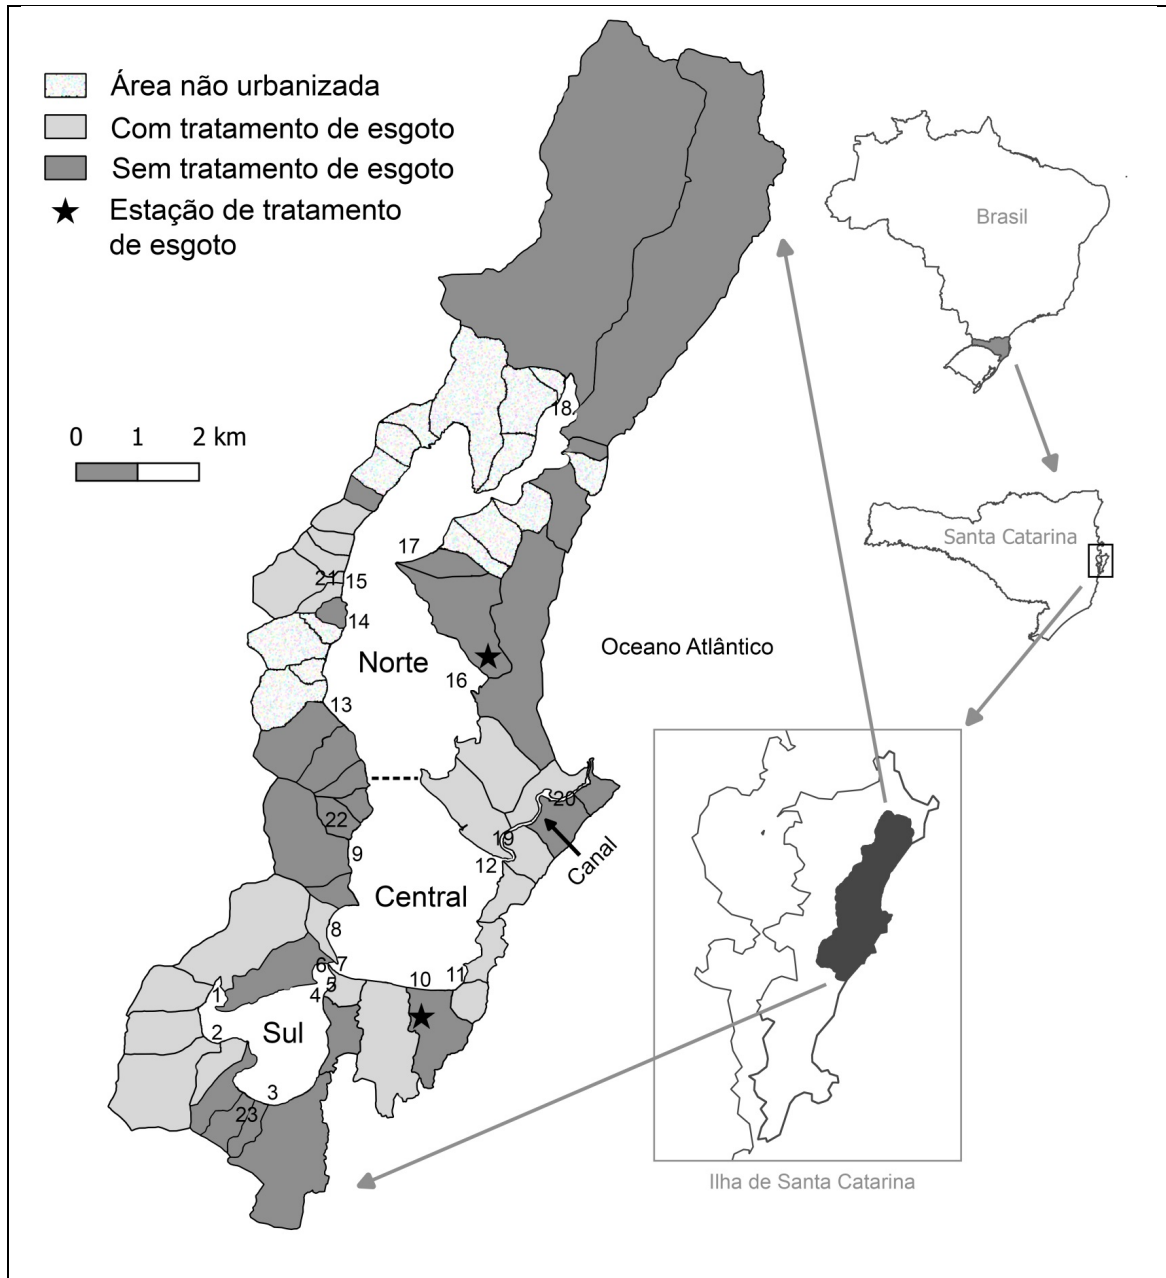 Área não urbanizada
Com tratamento de esgoto
Sem tratamento de esgoto
Estação de tratamento
de esgoto
Brasil
0 1 2 km
18
Santa Catarina
17
21 15
14
Norte
Oceano Atlântico
16
13
20
22
19
9
12
Canal
Central
8
6 7
10
11
5
1
4
2
Sul
3
23
Ilha de Santa Catarina